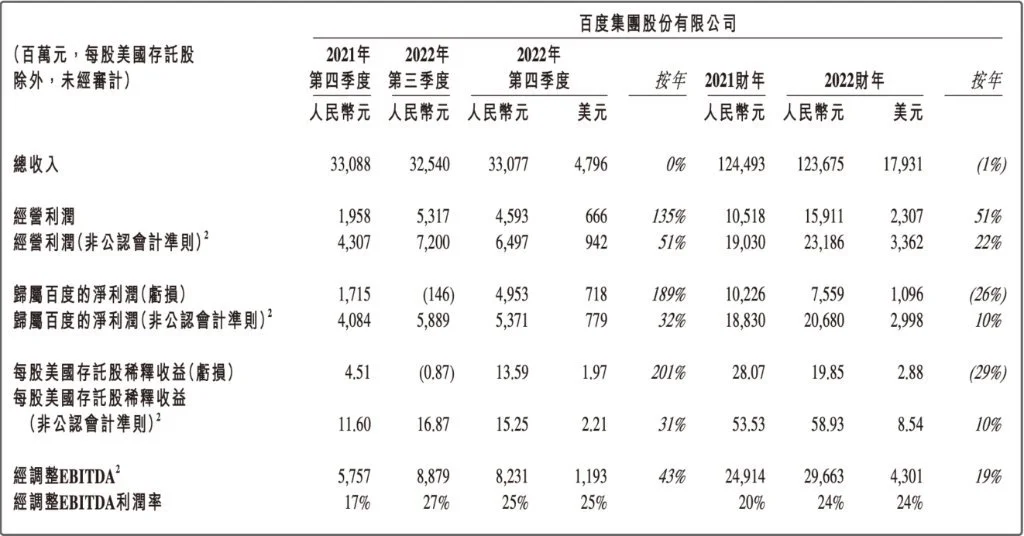 百度集團股份有限公司
(百萬元，每股美國存託股 2021年 2022年 2022年
除外，未經審計) 第四季度 第三季度 第四季度 按年 2021財年 2022財年 按年
人民幣元 人民幣元 人民幣元 美元 人民幣元 人民幣元 美元
總收入 33,088 32,540 33,077 4,796 0% 124,493 123,675 17,931 (1%)
經營利潤 1,958 5,317 4,593 666 135% 10,518 15,911 2,307 51%
經營利潤(非公認會計準則)2 4,307 7,200 6,497 942 51% 19,030 23,186 3,362 22%
歸屬百度的淨利潤(虧損) 1,715 (146) 4,953 718 189% 10,226 7,559 1,096 (26%)
歸屬百度的淨利潤(非公認會計準則)2 4,084 5,889 5,371 779 32% 18,830 20,680 2,998 10%
每股美國存託股稀釋收益(虧損) 4.51 (0.87) 13.59 1.97 201% 28.07 19.85 2.88 (29%)
每股美國存託股稀釋收益
(非公認會計準則)2 11.60 16.87 15.25 2.21 31% 53.53 58.93 8.54 10%
經調整EBITDA2 5,757 8,879 8,231 1,193 43% 24,914 29,663 4,301 19%
經調整EBITDA利潤率 17% 27% 25% 25% 20% 24% 24%